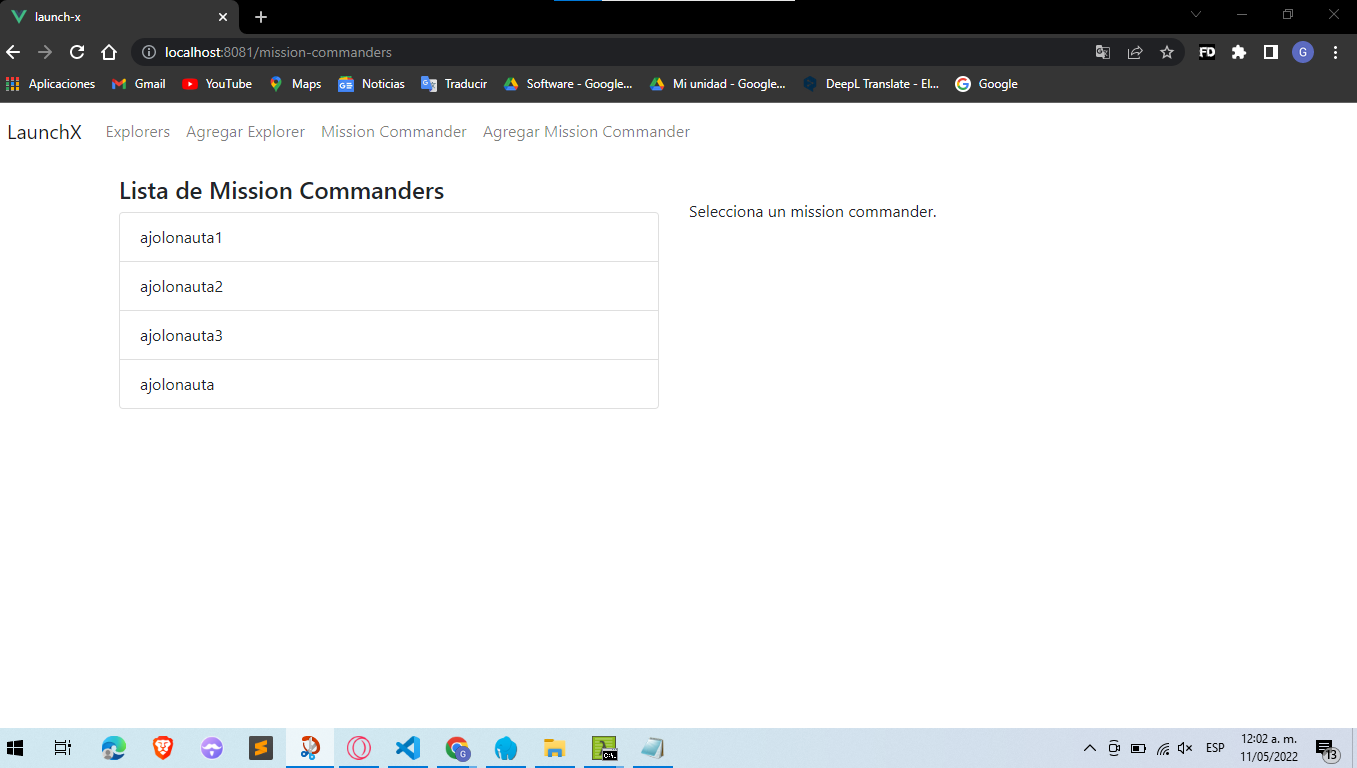 launch-x
localhost:8081/mission-commanders
FD
G
Aplicaciones Gmail YouTube Maps Noticias Traducir Software - Google... Mi unidad - Google... DeepL Translate - El... Google
LaunchX Explorers Agregar Explorer Mission Commander Agregar Mission Commander
Lista de Mission Commanders
Selecciona un mission commander.
ajolonauta1
ajolonauta2
ajolonauta3
ajolonauta
ESP
12:02 a. m.
11/05/2022
13